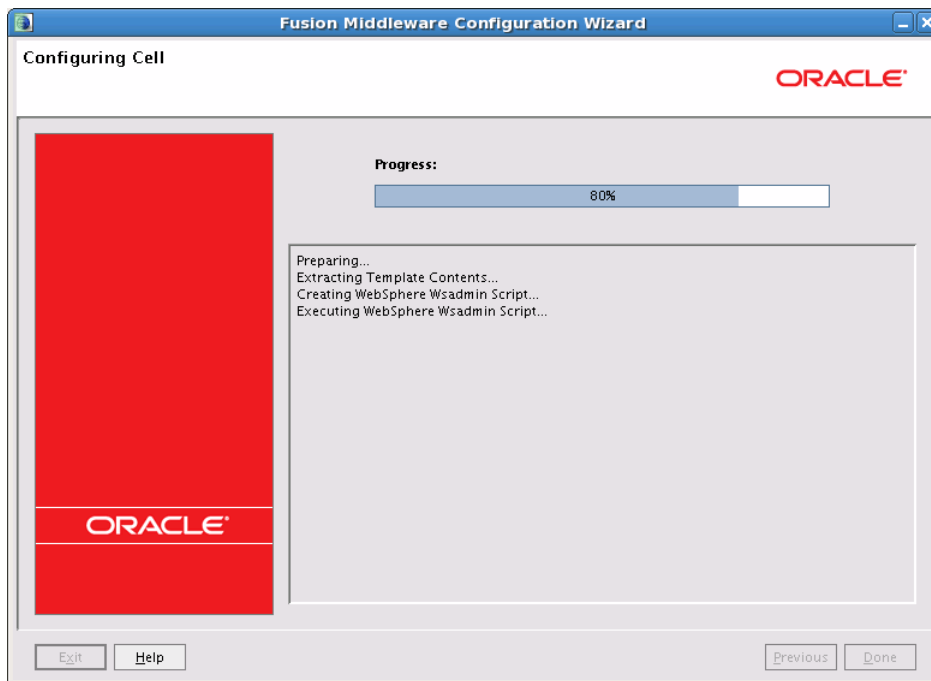 Fusion Middleware Configuration Wizard
Configuring Cell
ORACLE
Progress:
80%
Preparing...
Extracting Template Contents...
Creating WebSphere Wsadmin Script...
Executing WebSphere Wsadmin Script...
ORACLE
Exit
Help
Previous
Done